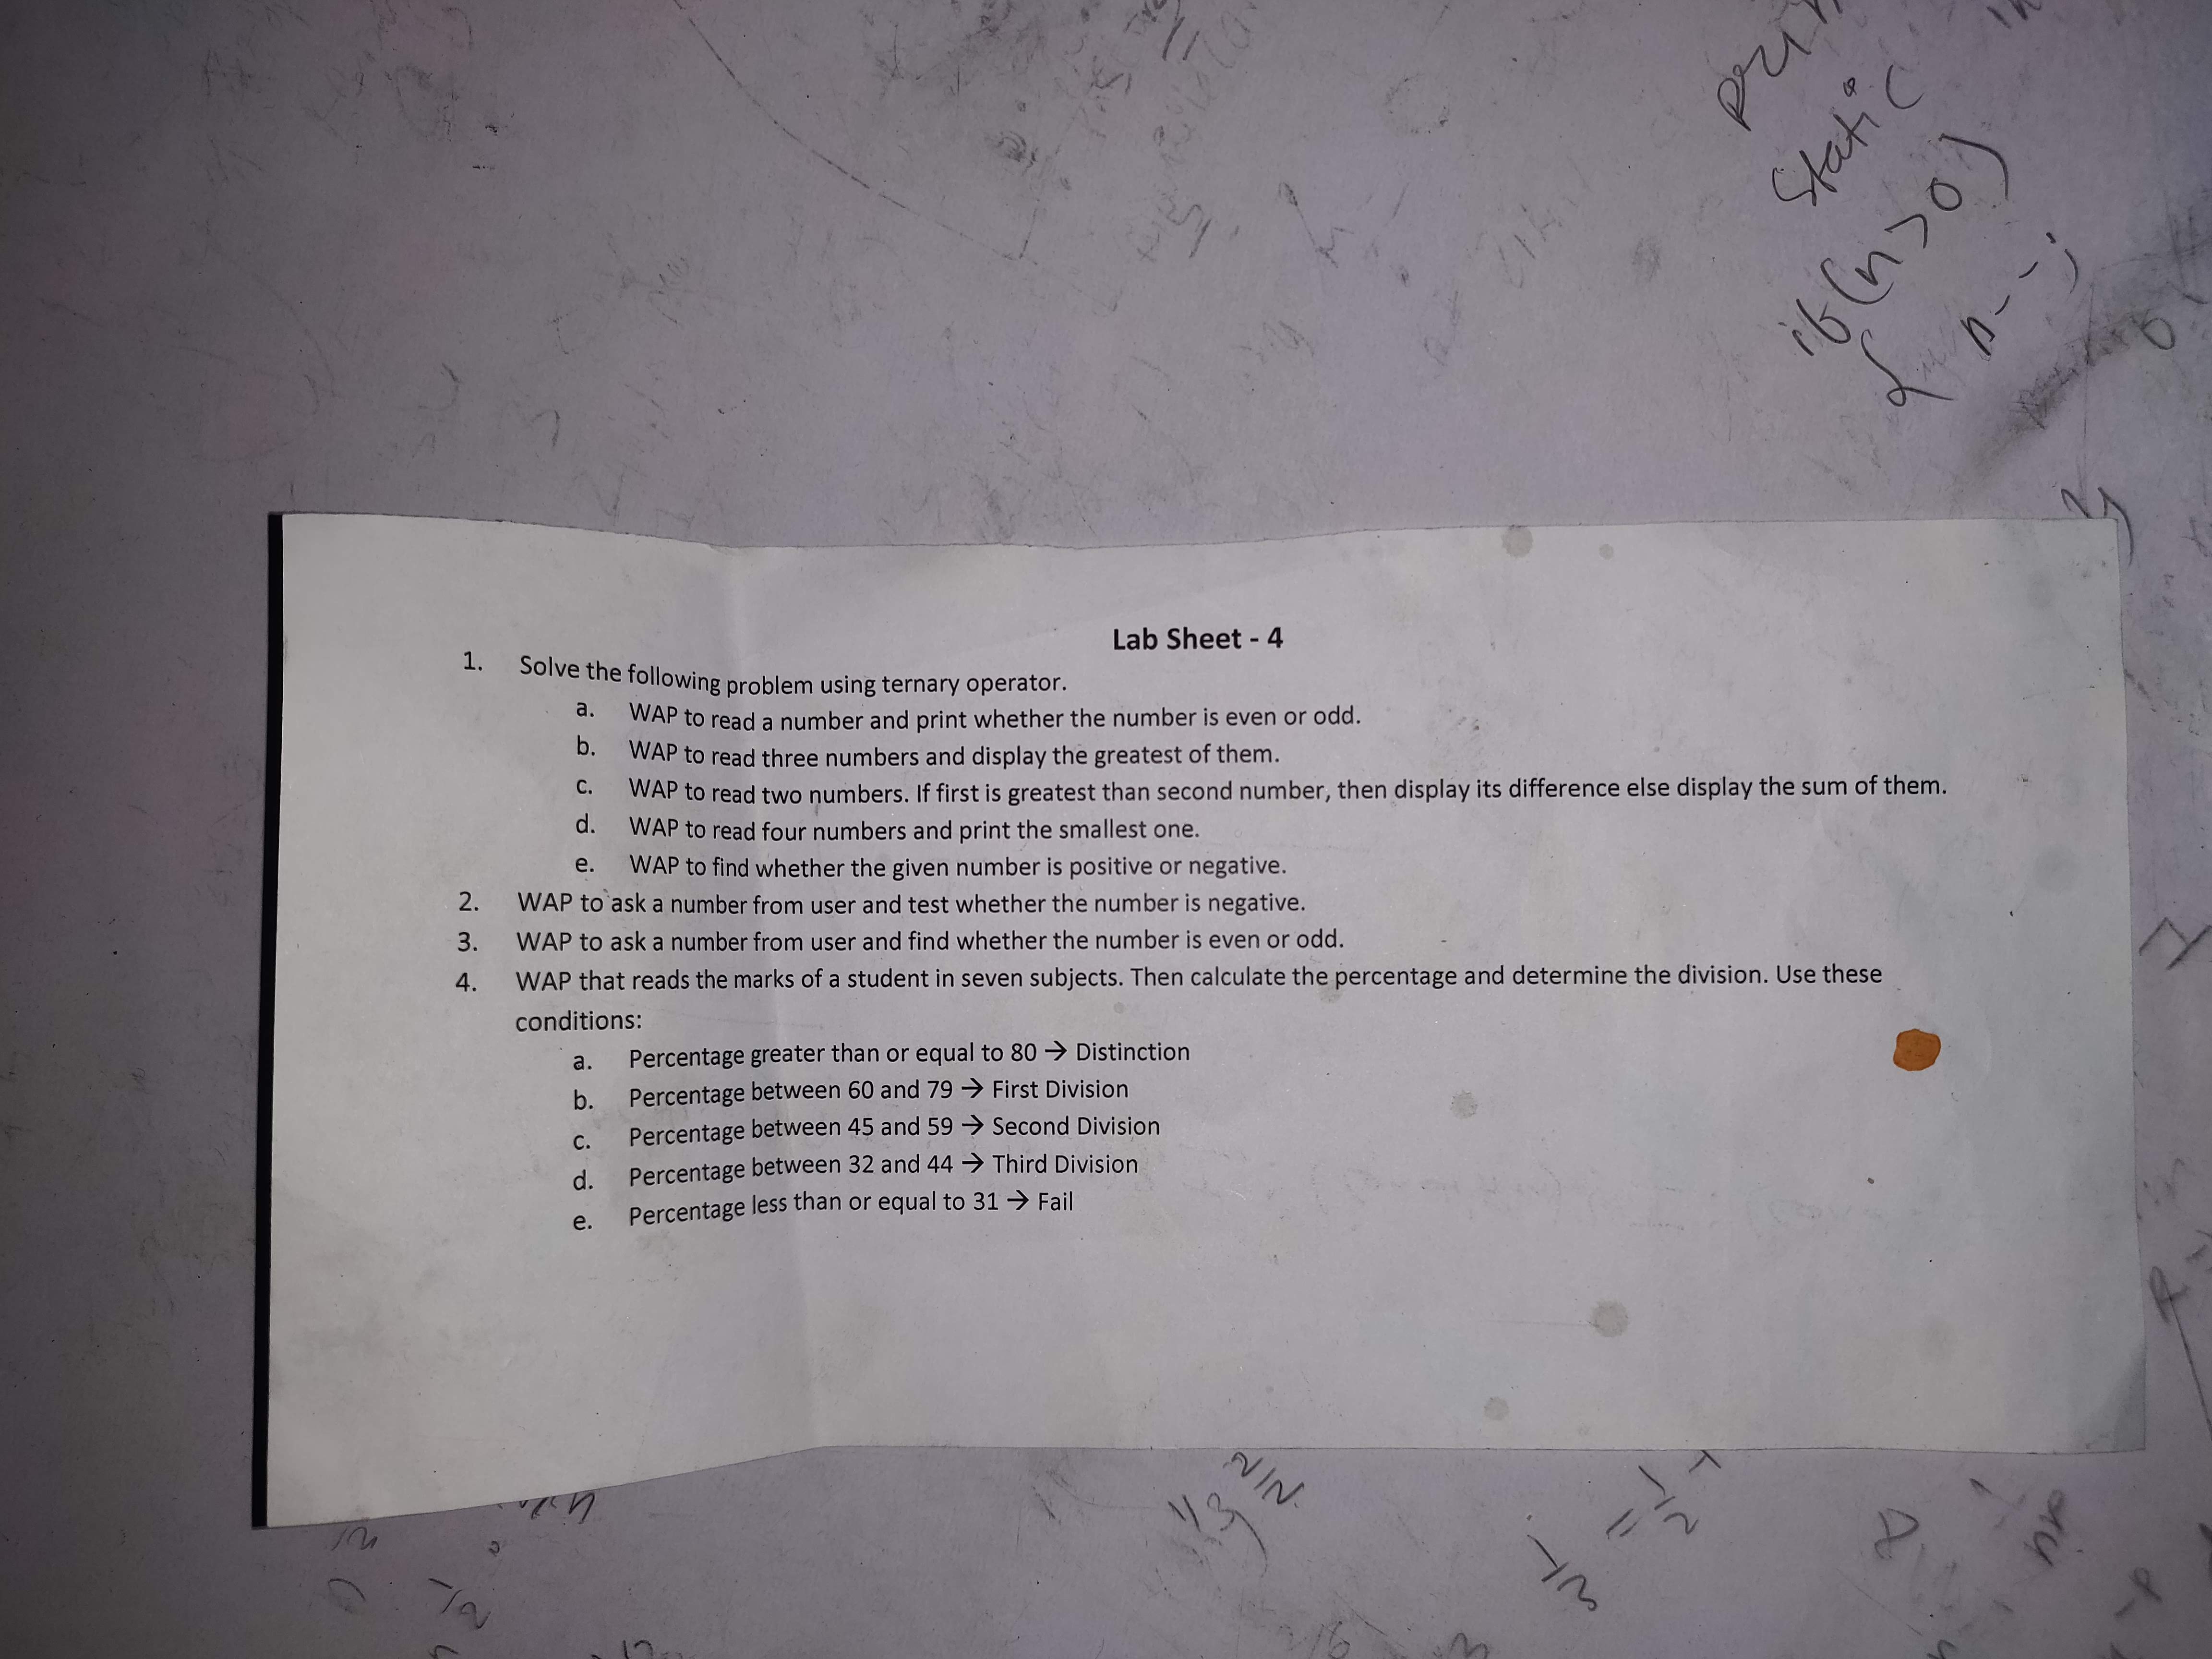 Lab Sheet - 4
1. Solve the following problem using ternary operator.
a. WAP to read a number and print whether the number is even or odd.
b. WAP to read three numbers and display the greatest of them.
c. WAP to read two numbers. If first is greatest than second number, then display its difference else display the sum of them.
d. WAP to read four numbers and print the smallest one.
e. WAP to find whether the given number is positive or negative.
2. WAP to ask a number from user and test whether the number is negative.
3. WAP to ask a number from user and find whether the number is even or odd.
4. WAP that reads the marks of a student in seven subjects. Then calculate the percentage and determine the division. Use these
conditions:
a. Percentage greater than or equal to 80 → Distinction
b. Percentage between 60 and 79 → First Division
c. Percentage between 45 and 59 → Second Division
d. Percentage between 32 and 44 → Third Division
e. Percentage less than or equal to 31 → Fail
static
if(n>0)
{
n--;